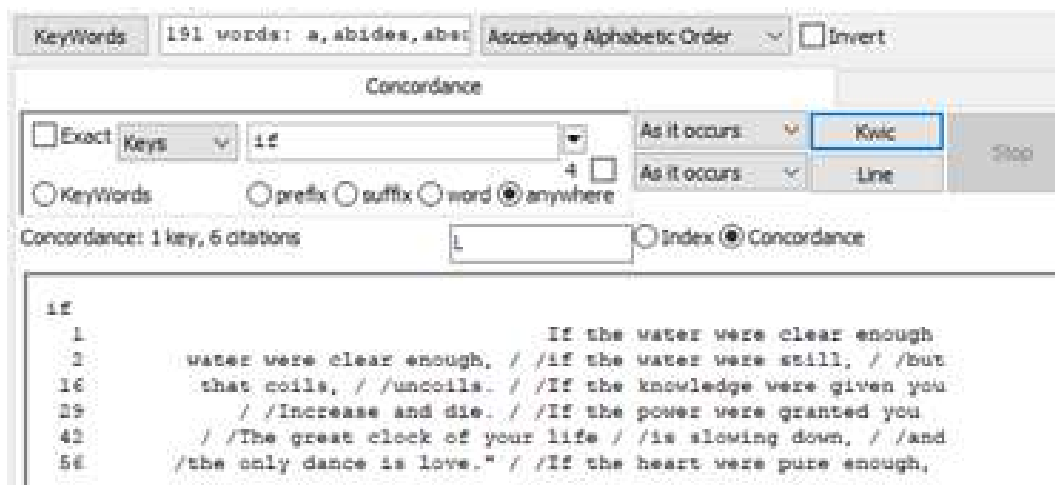 KeyWords 191 words: a,abides,abso Ascending Alphabetic Order Invert
Concordance
Exact Keys if As it occurs Kwic Stop
4 As it occurs Line
KeyWords prefix suffix word anywhere
Concordance: 1 key, 6 citations 1 Index Concordance
if
1 If the water were clear enough
2 water were clear enough, / /if the water were still, / /but
16 that coils, / /uncoils. / /If the knowledge were given you
29 / /Increase and die. / /If the power were granted you
42 / /The great clock of your life / /is slowing down, / /and
56 /the only dance is love." / /If the heart were pure enough,